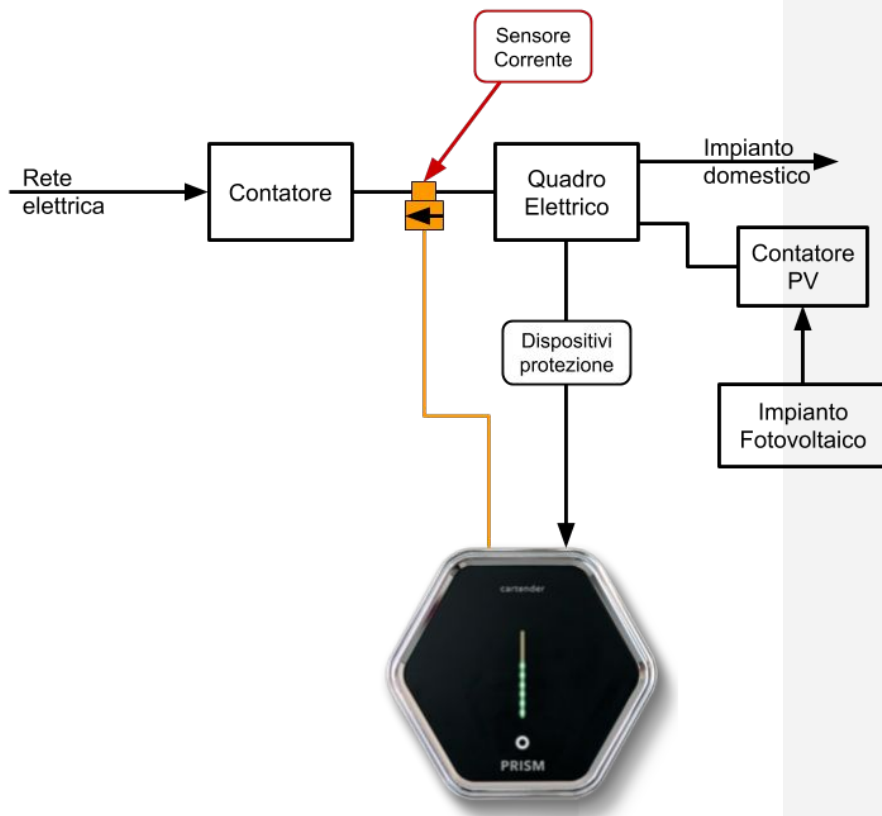 Sensore
Corrente
Rete
elettrica
Contatore
Quadro
Elettrico
Impianto
domestico
Contatore
PV
Dispositivi
protezione
Impianto
Fotovoltaico
cartender
PRISM